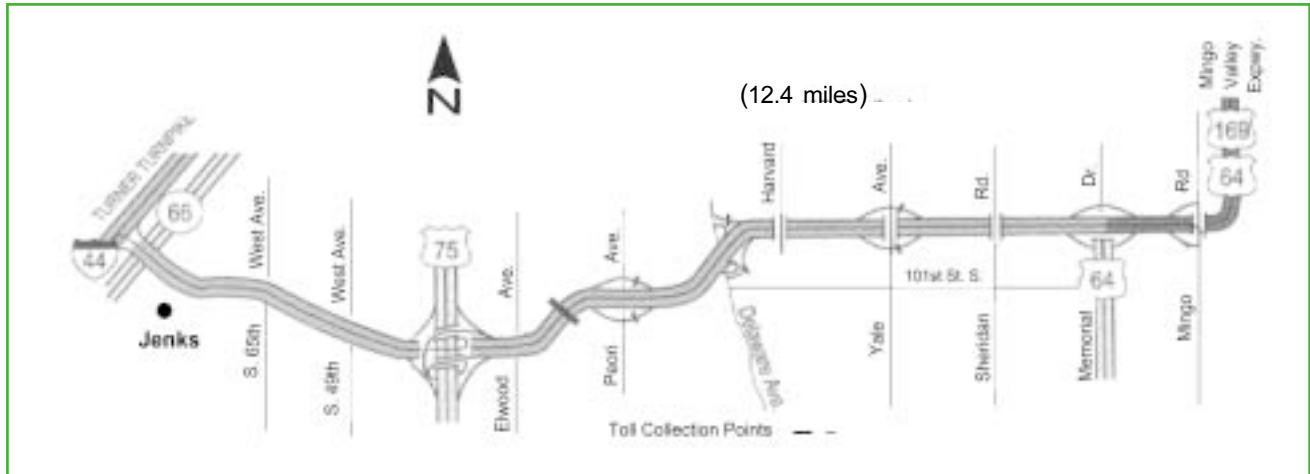 Mingo
Valley
Expwy.
(12.4 miles)
169
64
TURNER TURNPIKE
66
44
Jenks
West Ave.
S. 65th
West Ave.
S. 49th
75
Ave.
Elwood
Ave.
Peori
Harvard
Delaware Ave.
Ave.
Yale
Rd.
Sheridan
101st St. S.
Dr.
64
Memorial
Rd
Mingo
N
Toll Collection Points